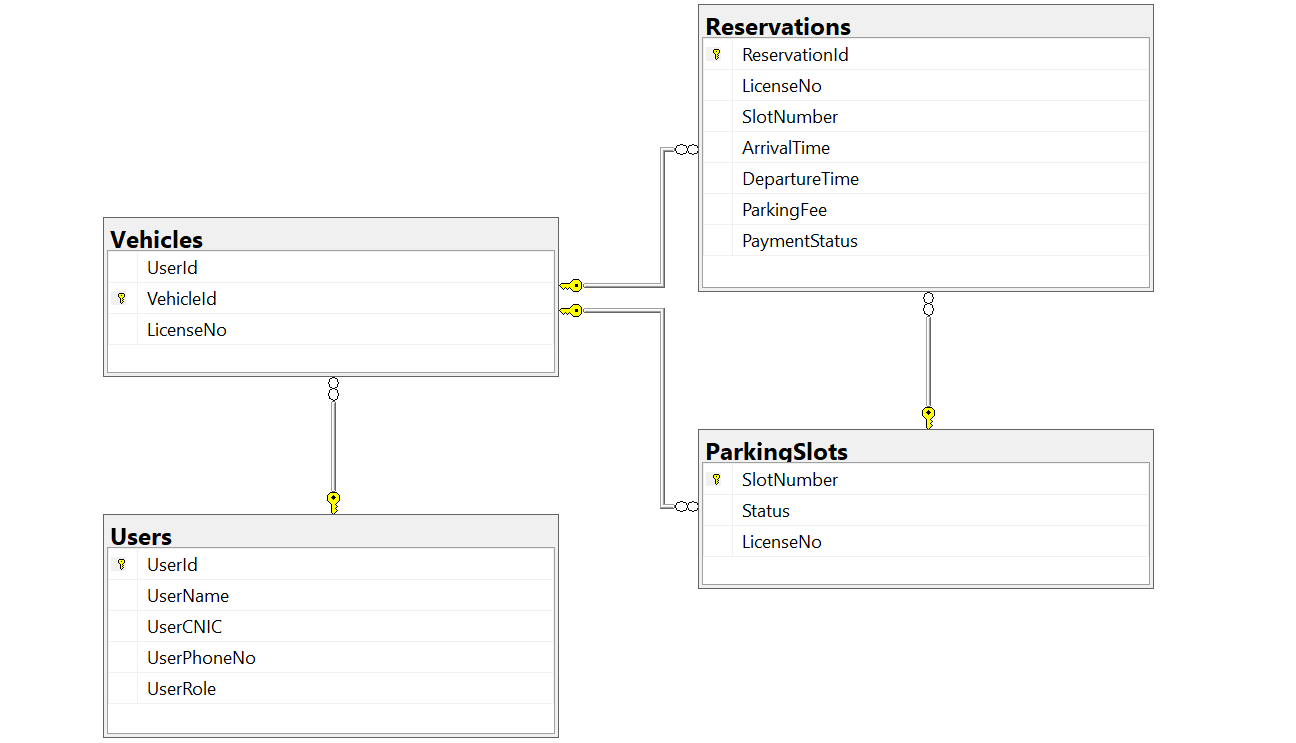 Reservations
ReservationId
LicenseNo
SlotNumber
ArrivalTime
DepartureTime
ParkingFee
PaymentStatus
Vehicles
UserId
VehicleId
LicenseNo
ParkingSlots
SlotNumber
Status
LicenseNo
Users
UserId
UserName
UserCNIC
UserPhoneNo
UserRole